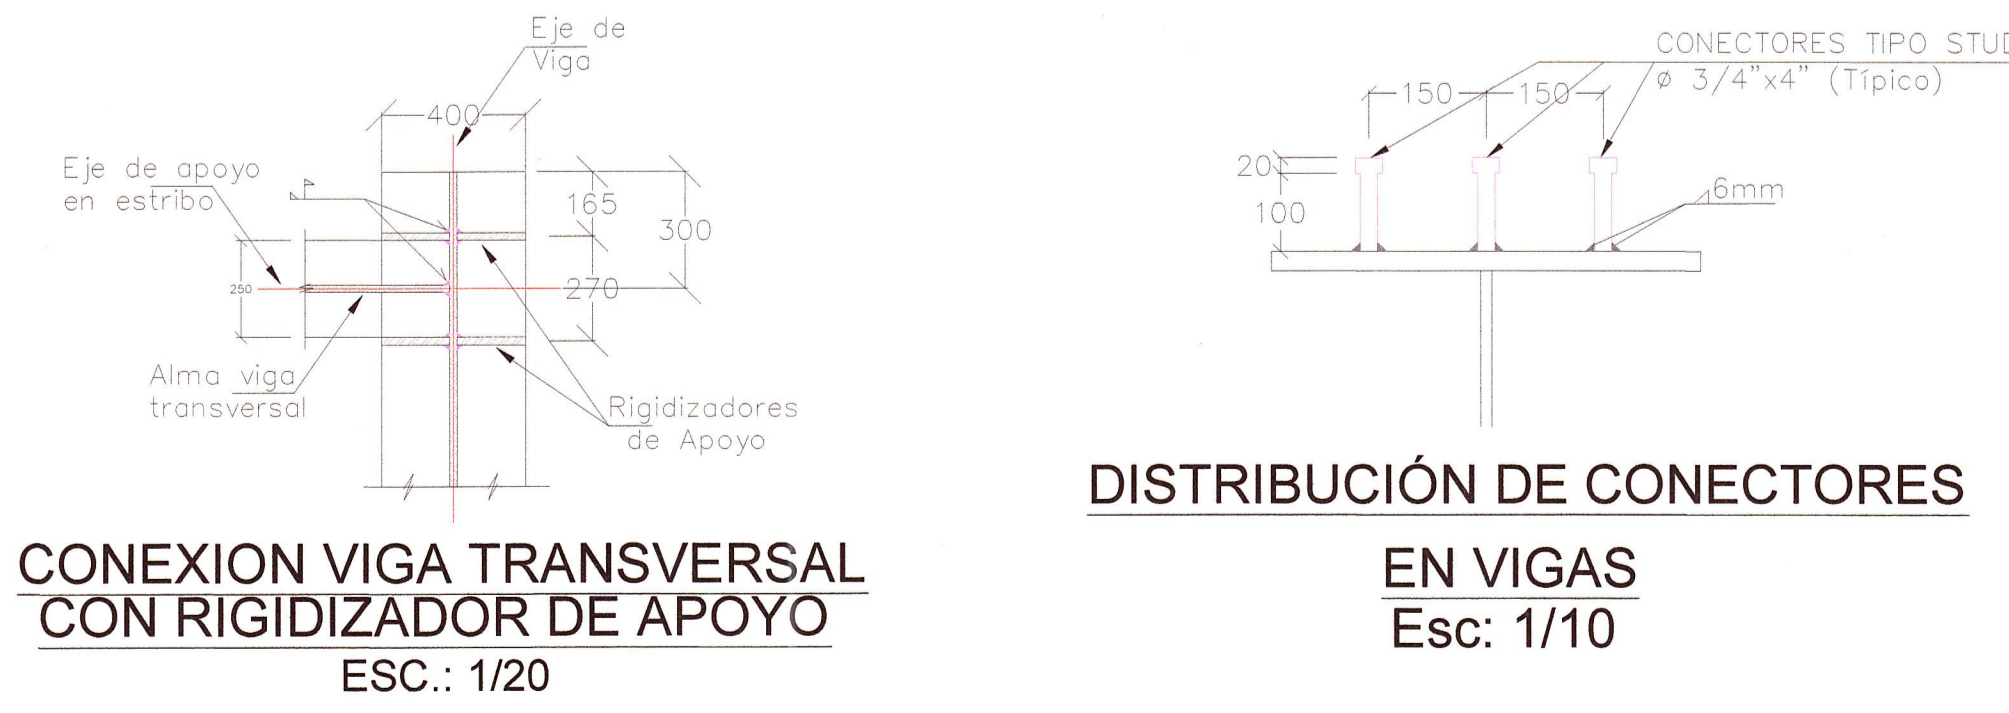 Eje de
Viga
400
Eje de apoyo
en estribo
165
300
250
270
Alma viga
transversal
Rigidizadores
de Apoyo
CONEXION VIGA TRANSVERSAL
CON RIGIDIZADOR DE APOYO
ESC.: 1/20
CONECTORES TIPO STUD
ø 3/4"x4" (Típico)
150
150
20
100
6mm
DISTRIBUCIÓN DE CONECTORES
EN VIGAS
Esc: 1/10